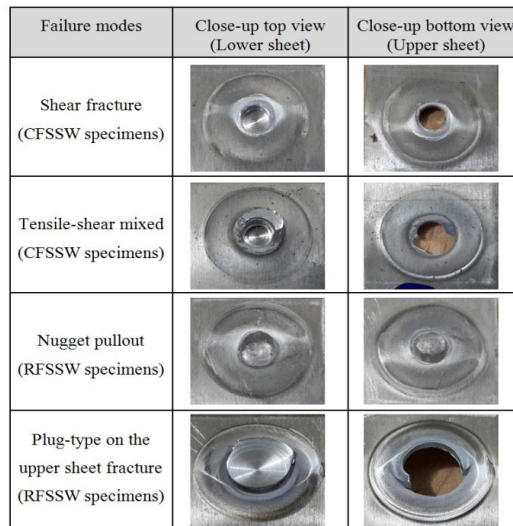 Failure modes
Close-up top view
(Lower sheet)
Close-up bottom view
(Upper sheet)
Shear fracture
(CFSSW specimens)
Tensile-shear mixed
(CFSSW specimens)
Nugget pullout
(RFSSW specimens)
Plug-type on the
upper sheet fracture
(RFSSW specimens)